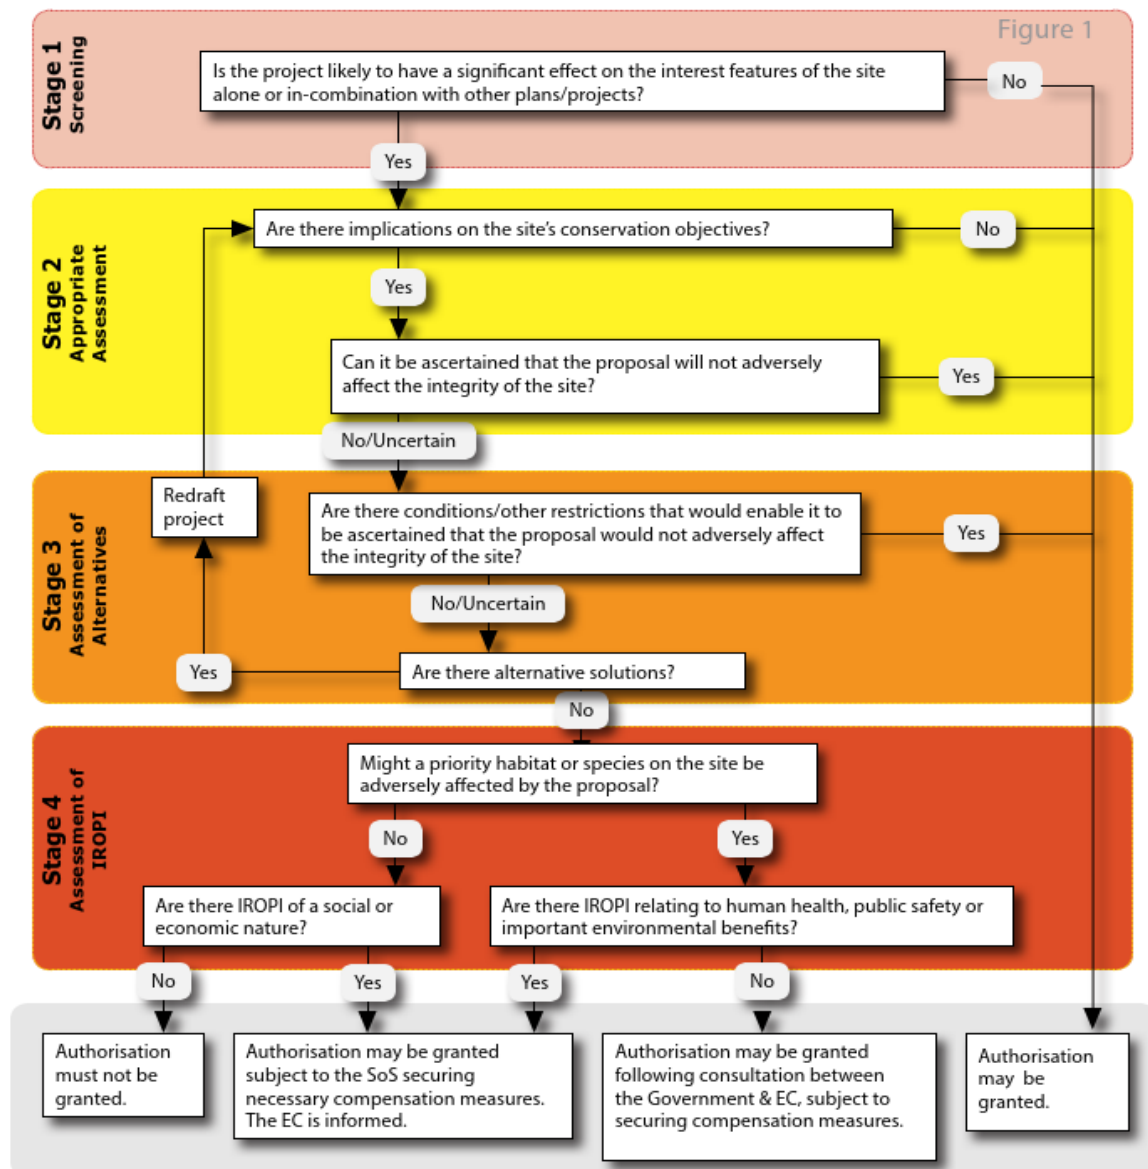 Figure 1
Stage 1
Screening
Is the project likely to have a significant effect on the interest features of the site
alone or in-combination with other plans/projects?
No
Yes
Stage 2
Appropriate
Assessment
Are there implications on the site's conservation objectives?
No
Yes
Can it be ascertained that the proposal will not adversely
affect the integrity of the site?
Yes
No/Uncertain
Stage 3
Assessment of
Alternatives
Redraft
project
Are there conditions/other restrictions that would enable it to
be ascertained that the proposal would not adversely affect
the integrity of the site?
Yes
No/Uncertain
Are there alternative solutions?
Yes
No
Stage 4
Assessment of
IROPI
Might a priority habitat or species on the site be
adversely affected by the proposal?
No
Yes
Are there IROPI of a social or
economic nature?
Are there IROPI relating to human health, public safety or
important environmental benefits?
No
Yes
Yes
No
Authorisation
must not be
granted.
Authorisation may be granted
subject to the SoS securing
necessary compensation measures.
The EC is informed.
Authorisation may be granted
following consultation between
the Government & EC, subject to
securing compensation measures.
Authorisation
may be
granted.